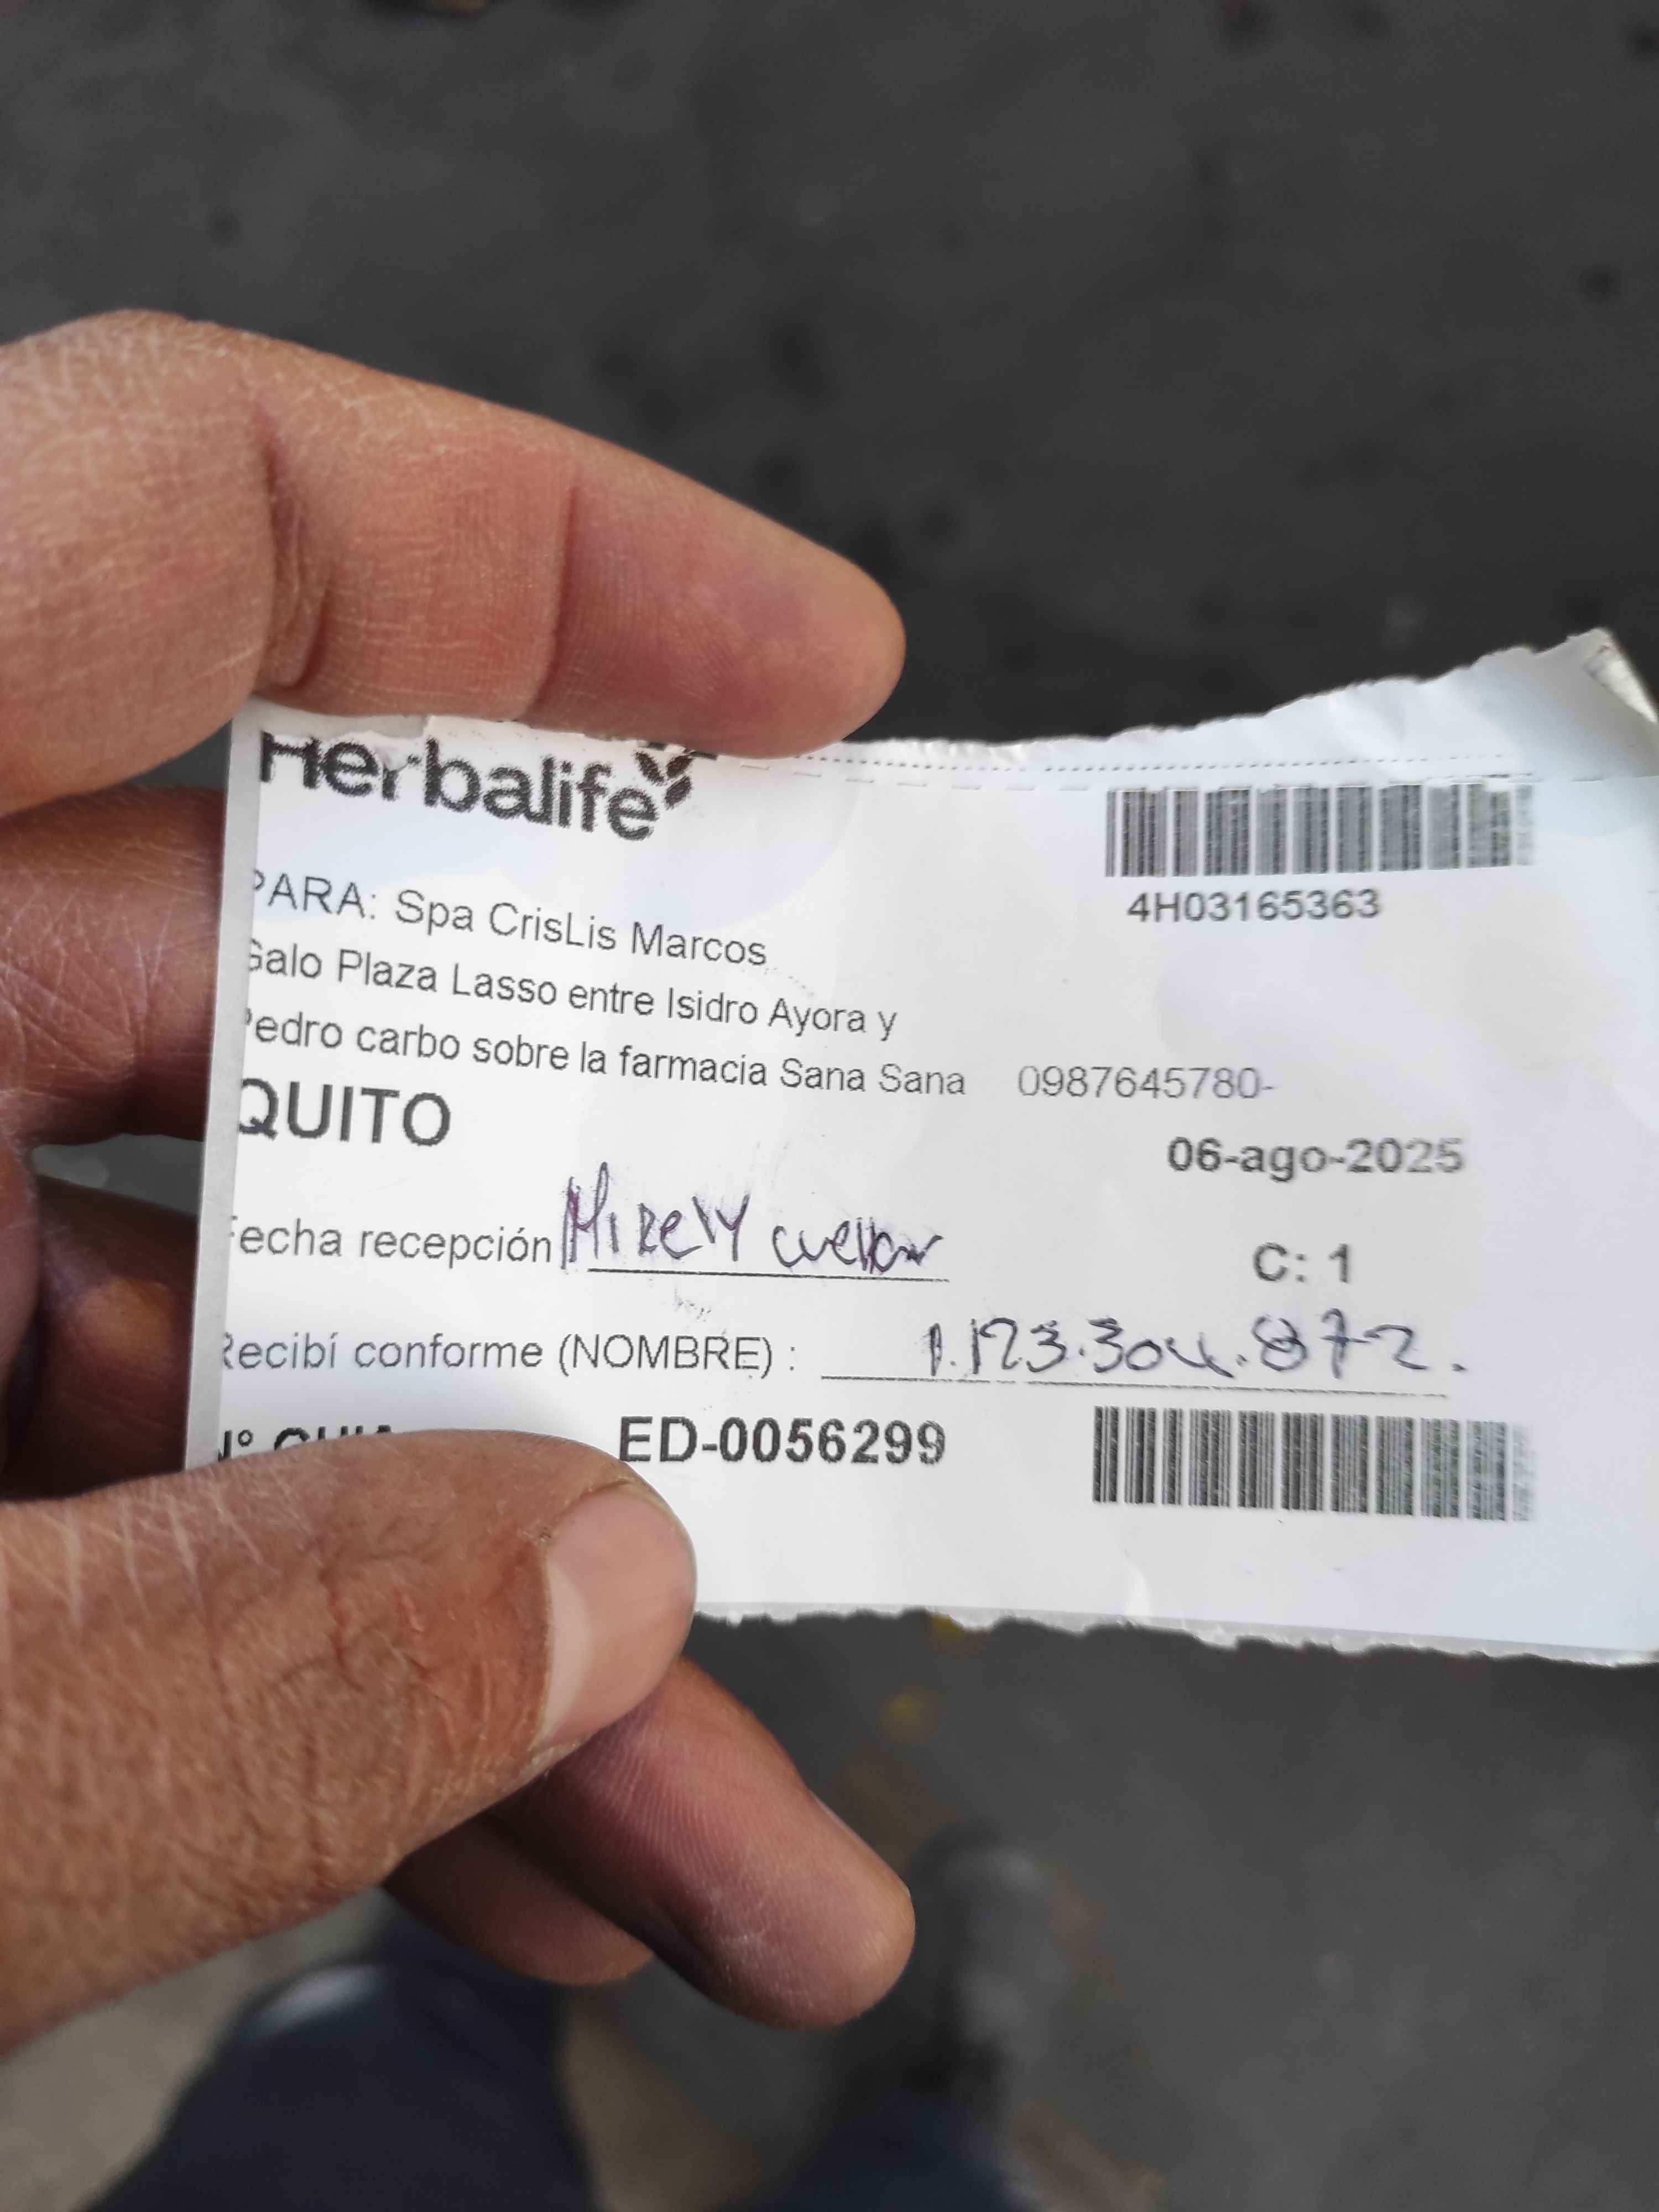 Herbalife
4H03165363
PARA: Spa CrisLis Marcos
Galo Plaza Lasso entre Isidro Ayora y
Pedro carbo sobre la farmacia Sana Sana 0987645780-
QUITO
06-ago-2025
Fecha recepción Mirely cuellar
C: 1
Recibí conforme (NOMBRE) : 1.123.304.872.
N° GUIA ED-0056299